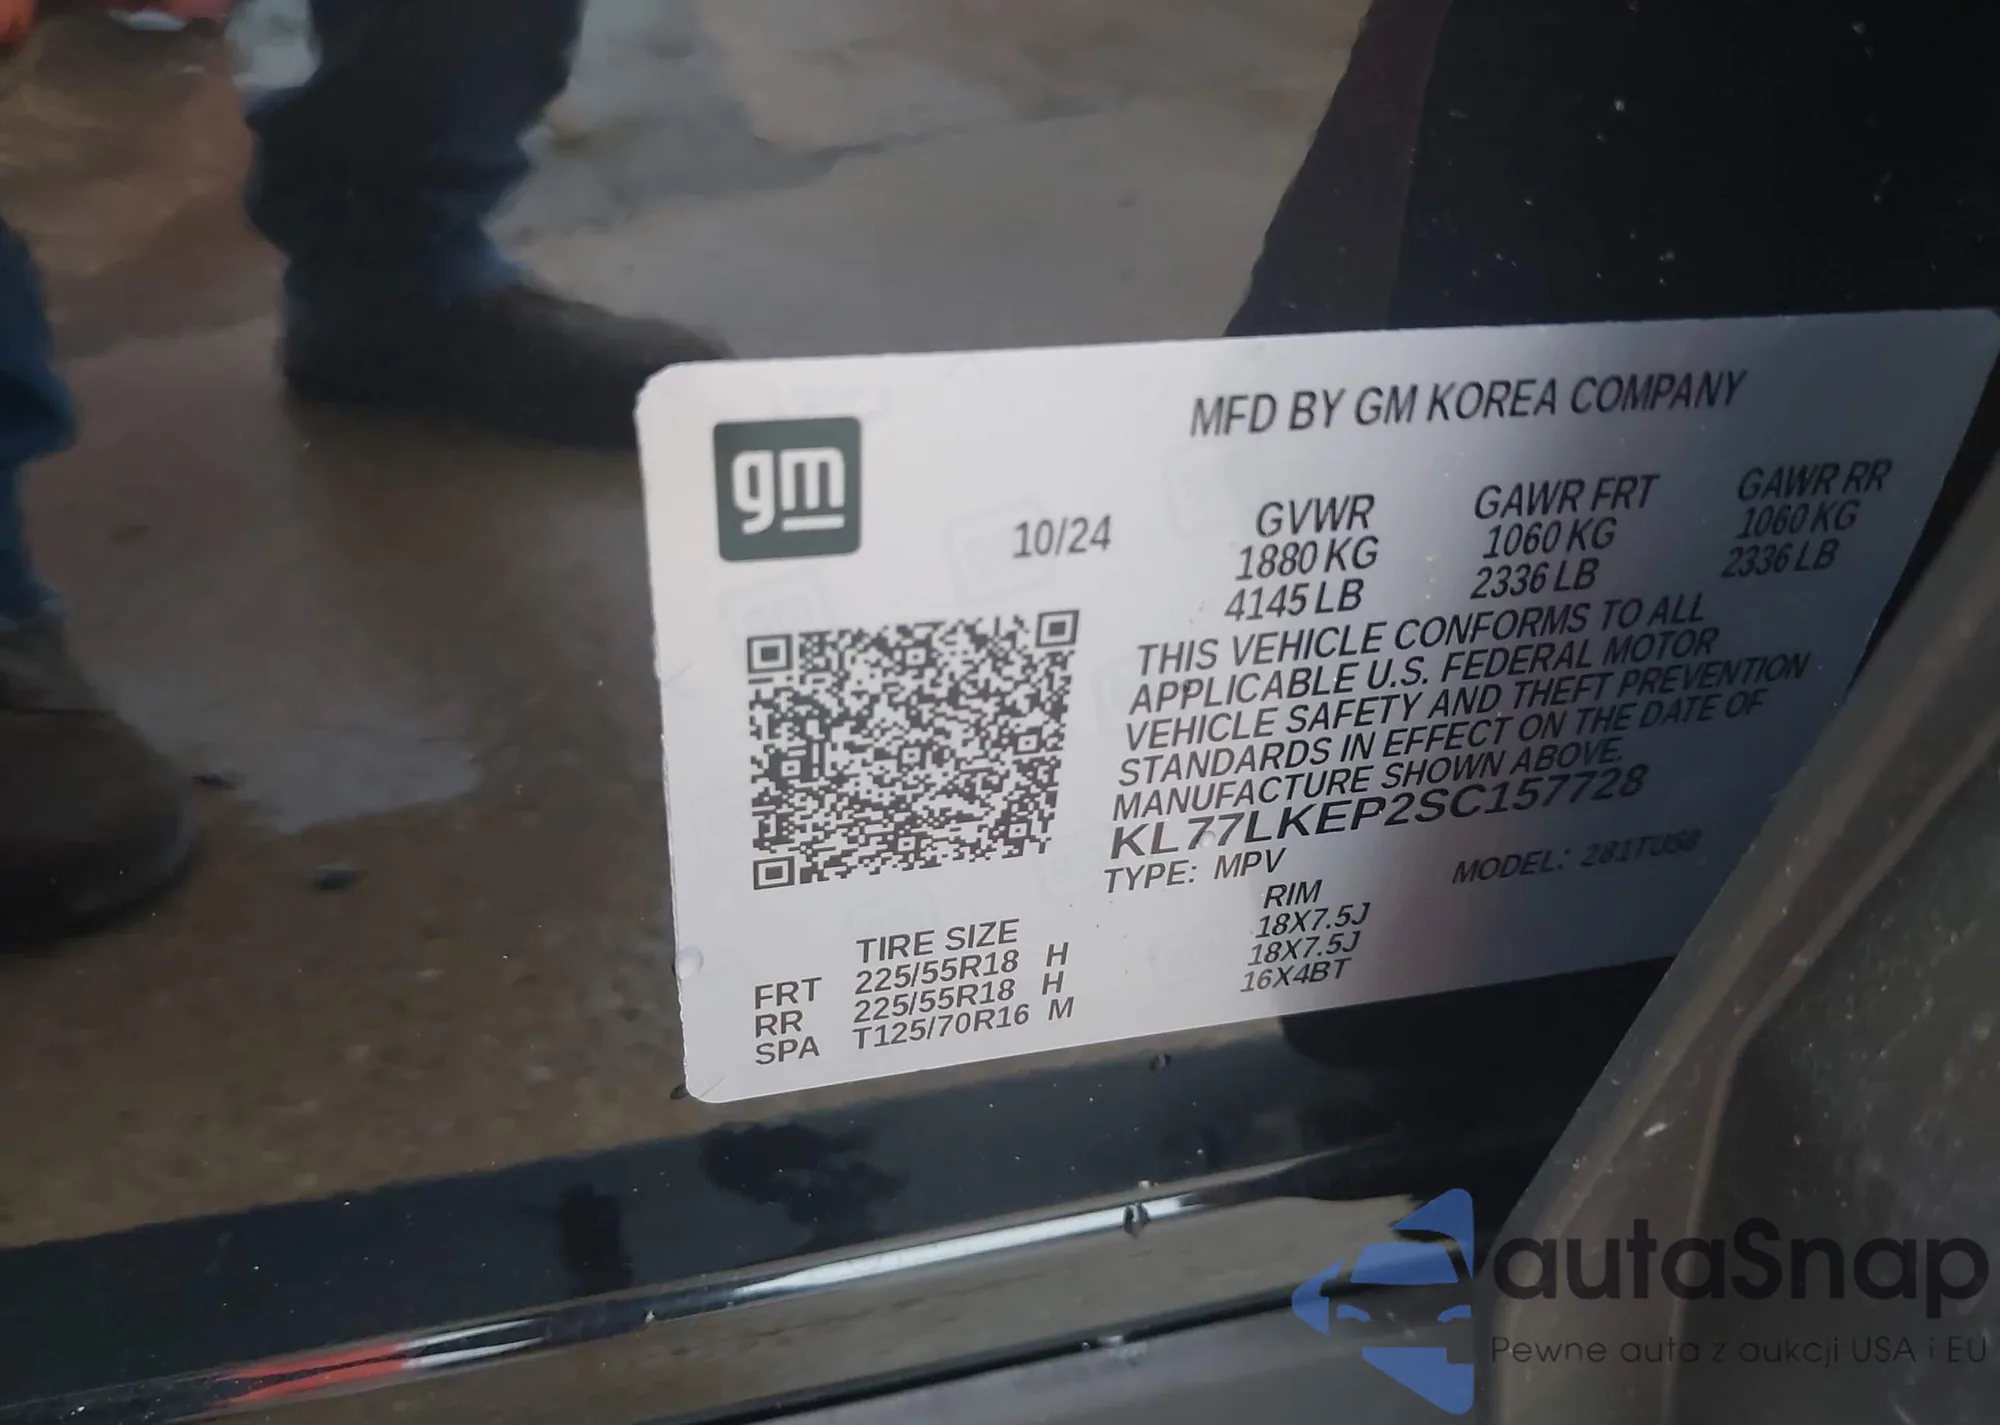 gm
MFD BY GM KOREA COMPANY
10/24
GVWR GAWR FRT GAWR RR
1880 KG 1060 KG 1060 KG
4145 LB 2336 LB 2336 LB
THIS VEHICLE CONFORMS TO ALL
APPLICABLE U.S. FEDERAL MOTOR
VEHICLE SAFETY AND THEFT PREVENTION
STANDARDS IN EFFECT ON THE DATE OF
MANUFACTURE SHOWN ABOVE.
KL77LKEP2SC157728
TYPE: MPV MODEL:
TIRE SIZE RIM
FRT 225/55R18 H 18X7.5J
RR 225/55R18 H 18X7.5J
SPA T125/70R16 M 16X4BT
autaSnap
Pewne auta z aukcji USA i EU